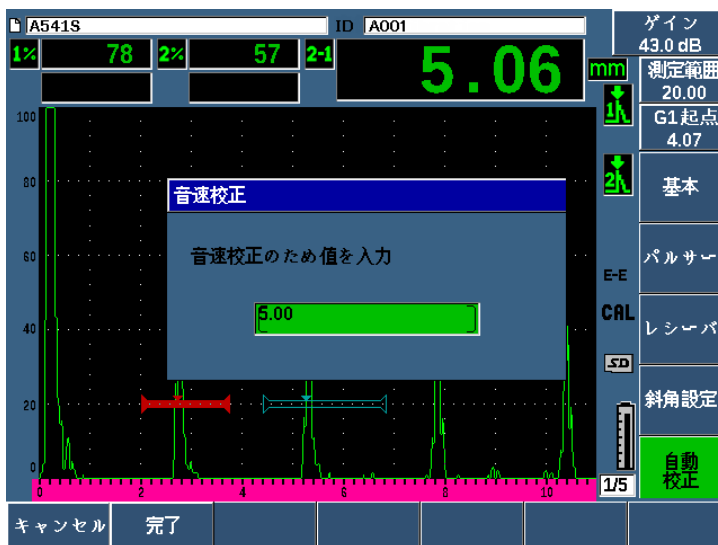 A541S ID A001
1% 78 2% 57 2-1 5.06 mm
ゲイン
43.0 dB
測定範囲
20.00
G1起点
4.07
基本
パルサー
レシーバ
斜角設定
自動
校正
1
2
E-E
CAL
SD
1/5
100
80
60
40
20
0
0 2 4 6 8 10
音速校正
音速校正のため値を入力
5.00
キャンセル 完了